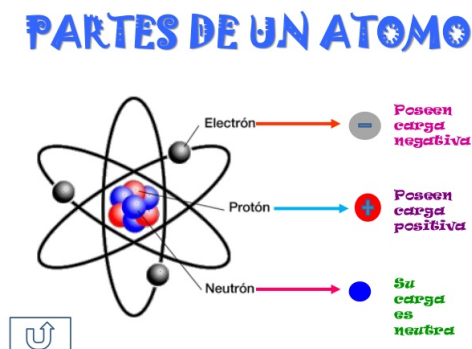 PARTES DE UN ATOMO
Electrón
Poseen
carga
negativa
Protón
Poseen
carga
positiva
Neutrón
Su
carga
es
neutra